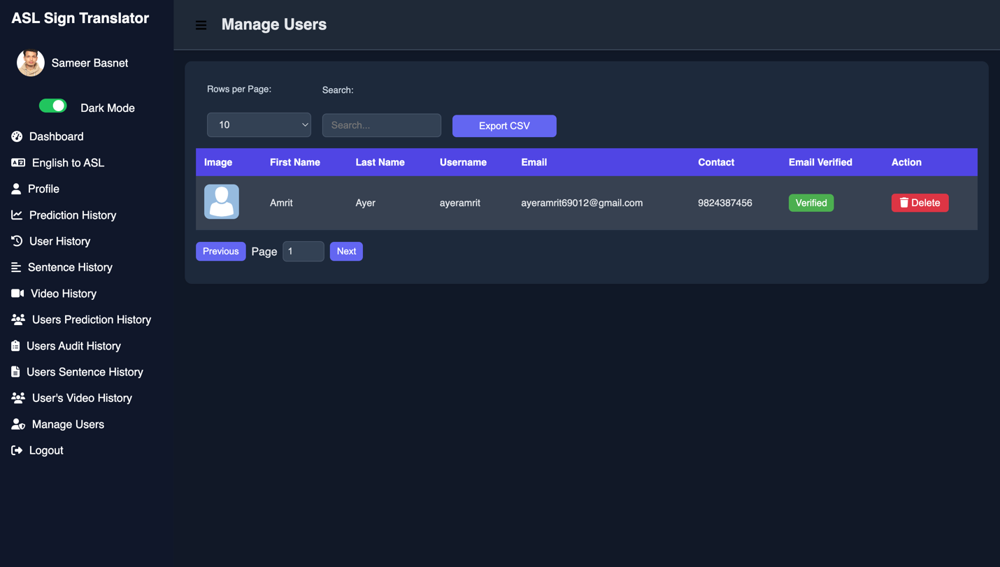 ASL Sign Translator
Sameer Basnet
Dark Mode
Dashboard
English to ASL
Profile
Prediction History
User History
Sentence History
Video History
Users Prediction History
Users Audit History
Users Sentence History
User's Video History
Manage Users
Logout
Manage Users
Rows per Page: Search:
10 Search... Export CSV
Image First Name Last Name Username Email Contact Email Verified Action
Amrit Ayer ayeramrit ayeramrit69012@gmail.com 9824387456 Verified Delete
Previous Page 1 Next